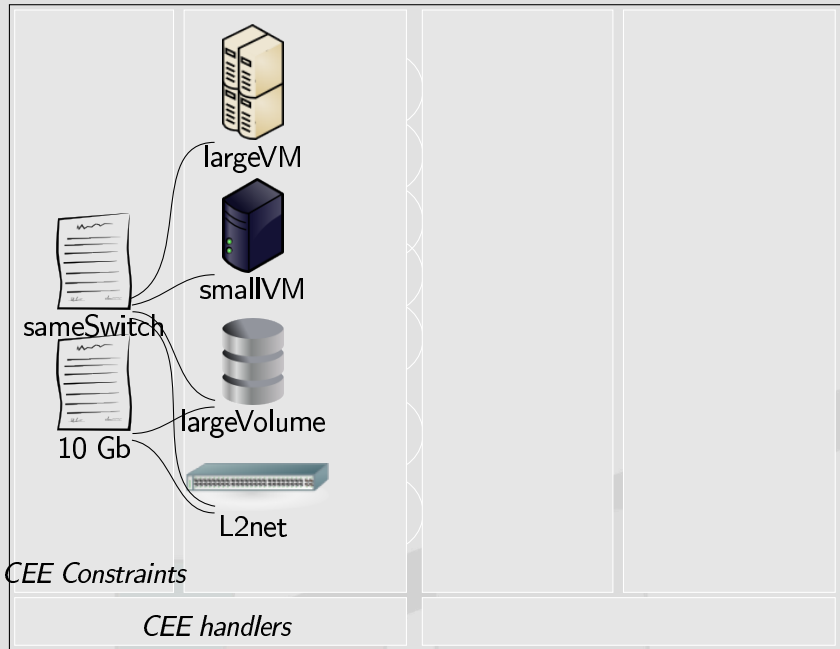 largeVM
smallVM
sameSwitch
largeVolume
10 Gb
L2net
CEE Constraints
CEE handlers